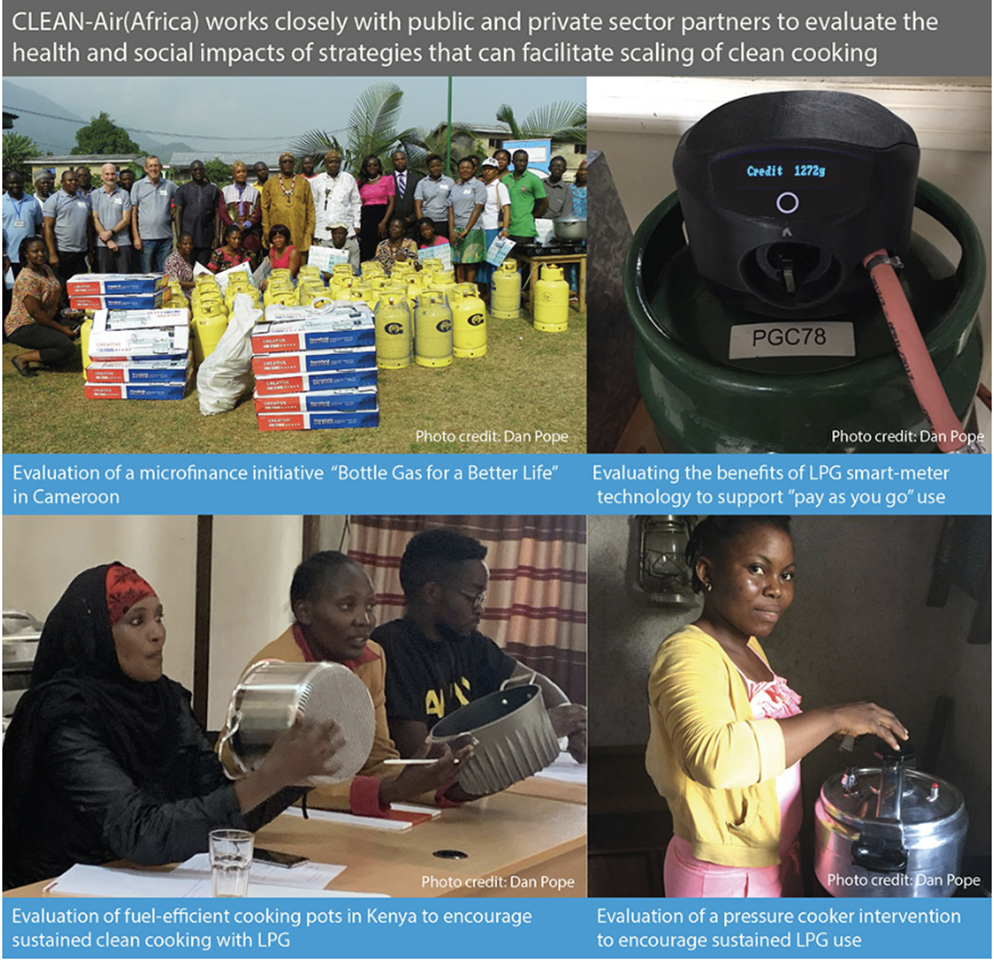 CLEAN-Air(Africa) works closely with public and private sector partners to evaluate the
health and social impacts of strategies that can facilitate scaling of clean cooking
Credit 1272g
PGC78
Photo credit: Dan Pope
Photo credit: Dan Pope
Evaluation of a microfinance initiative “Bottle Gas for a Better Life”
in Cameroon
Evaluating the benefits of LPG smart-meter
technology to support ”pay as you go” use
Photo credit: Dan Pope
Photo credit: Dan Pope
Evaluation of fuel-efficient cooking pots in Kenya to encourage
sustained clean cooking with LPG
Evaluation of a pressure cooker intervention
to encourage sustained LPG use